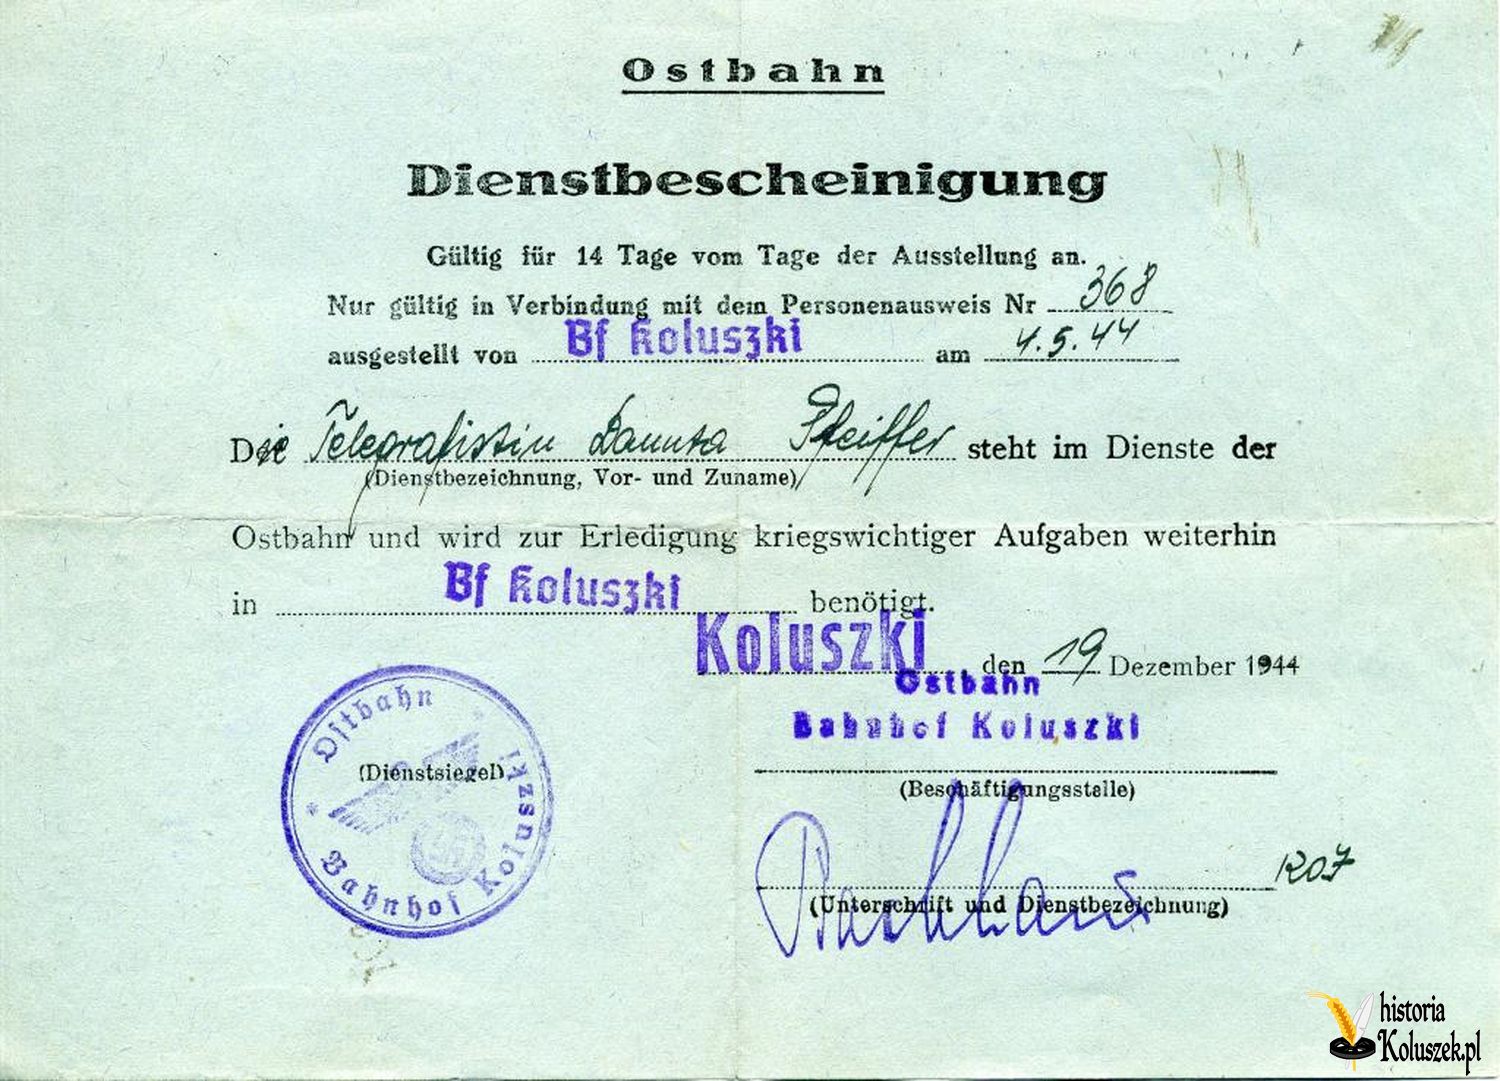 Ostbahn
Dienstbescheinigung
Gültig für 14 Tage vom Tage der Ausstellung an.
Nur gültig in Verbindung mit dem Personenausweis Nr 368
ausgestellt von Bf Koluszki am 4.5.44
Die Telegrafistin Danuta Pfeiffer steht im Dienste der
(Dienstbezeichnung, Vor- und Zuname)
Ostbahn und wird zur Erledigung kriegswichtiger Aufgaben weiterhin
in Bf Koluszki benötigt.
Koluszki den 19 Dezember 1944
Ostbahn
Bahnhof Koluszki
(Beschäftigungsstelle)
Ostbahn
(Dienstsiegel)
Bahnhof Koluszki
(Unterschrift und Dienstbezeichnung)
historia
Koluszek.pl